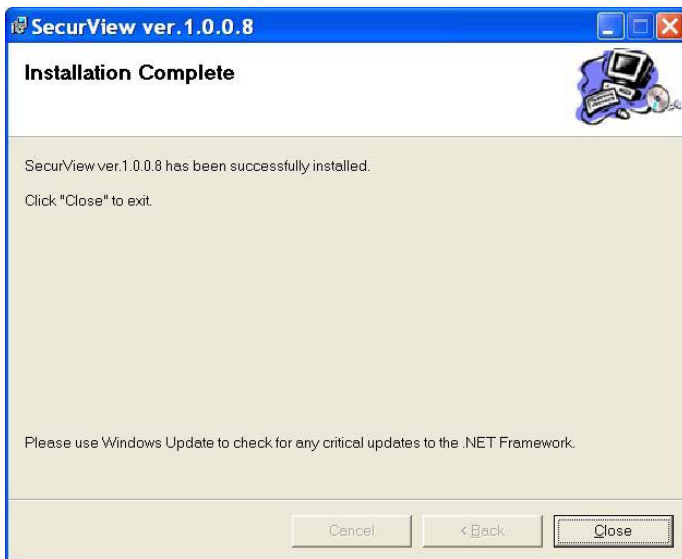 SecurView ver.1.0.0.8
Installation Complete
SecurView ver.1.0.0.8 has been successfully installed.
Click "Close" to exit.
Please use Windows Update to check for any critical updates to the .NET Framework.
Cancel
< Back
Close